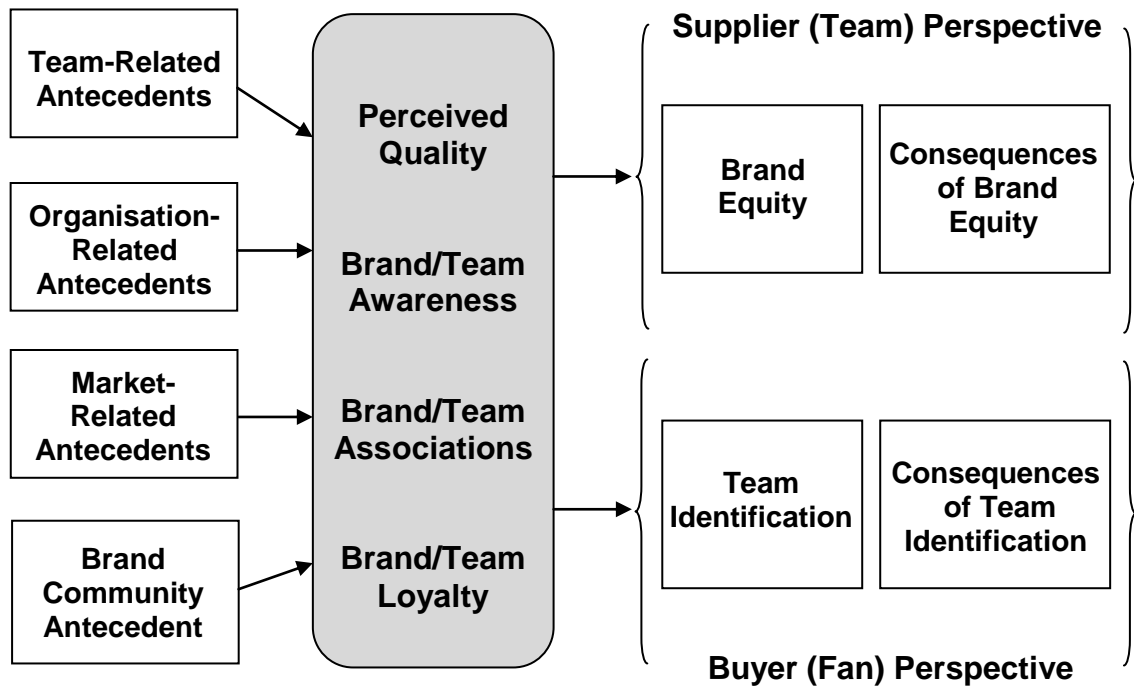 Team-Related
Antecedents
Organisation-
Related
Antecedents
Market-
Related
Antecedents
Brand
Community
Antecedent
Perceived
Quality
Brand/Team
Awareness
Brand/Team
Associations
Brand/Team
Loyalty
Supplier (Team) Perspective
Brand
Equity
Consequences
of Brand
Equity
Team
Identification
Consequences
of Team
Identification
Buyer (Fan) Perspective